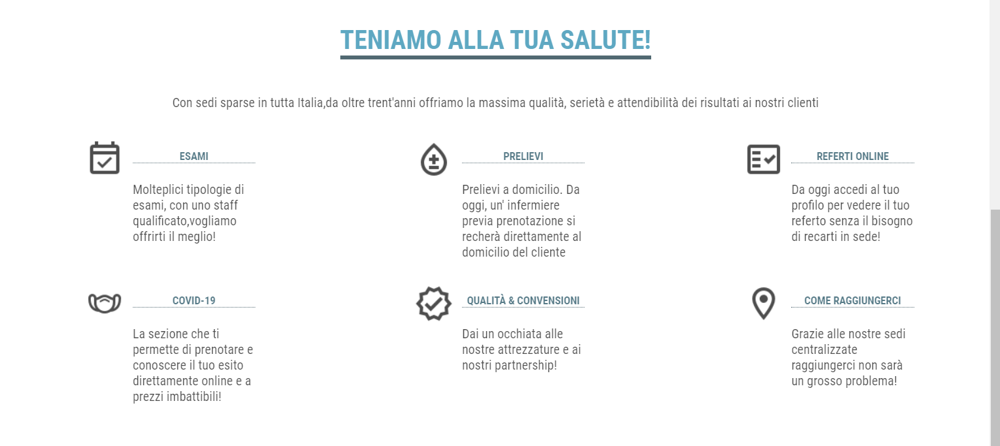 TENIAMO ALLA TUA SALUTE!
Con sedi sparse in tutta Italia,da oltre trent'anni offriamo la massima qualità, serietà e attendibilità dei risultati ai nostri clienti
ESAMI
Molteplici tipologie di
esami, con uno staff
qualificato,vogliamo
offrirti il meglio!
PRELIEVI
Prelievi a domicilio. Da
oggi, un' infermiere
previa prenotazione si
recherà direttamente al
domicilio del cliente
REFERTI ONLINE
Da oggi accedi al tuo
profilo per vedere il tuo
referto senza il bisogno
di recarti in sede!
COVID-19
La sezione che ti
permette di prenotare e
conoscere il tuo esito
direttamente online e a
prezzi imbattibili!
QUALITÀ & CONVENSIONI
Dai un occhiata alle
nostre attrezzature e ai
nostri partnership!
COME RAGGIUNGERCI
Grazie alle nostre sedi
centralizzate
raggiungerci non sarà
un grosso problema!